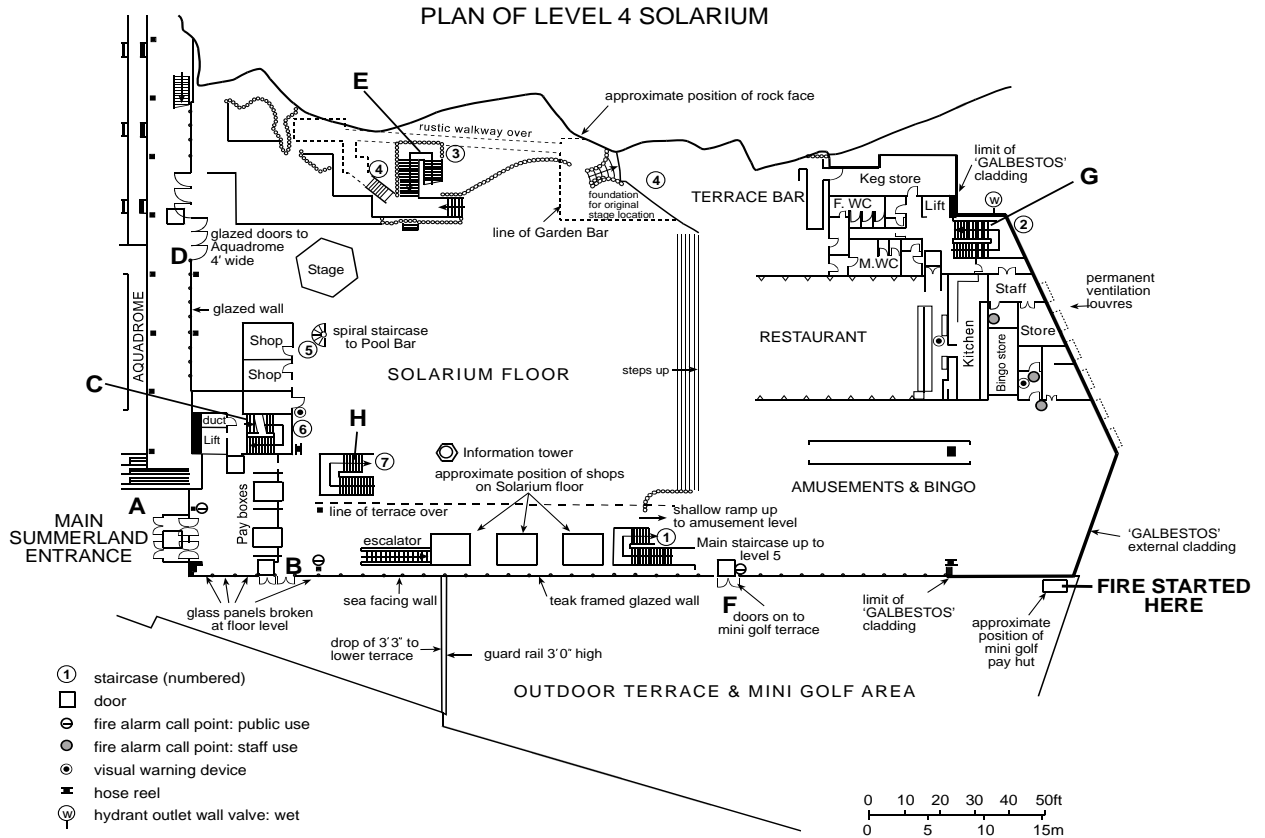 PLAN OF LEVEL 4 SOLARIUM
E
approximate position of rock face
rustic walkway over
3
4
4
foundation
for original
stage location
line of Garden Bar
TERRACE BAR
Keg store
F. WC
Lift
M.WC
limit of
‘GALBESTOS’
cladding
G
W
2
Staff
permanent
ventilation
louvres
Store
Bingo store
Kitchen
RESTAURANT
glazed doors to
Aquadrome
4’ wide
D
Stage
glazed wall
AQUADROME
Shop
5
spiral staircase
to Pool Bar
Shop
SOLARIUM FLOOR
steps up
C
duct
Lift
6
H
7
Information tower
approximate position of shops
on Solarium floor
AMUSEMENTS & BINGO
A
MAIN
SUMMERLAND
ENTRANCE
Pay boxes
line of terrace over
shallow ramp up
to amusement level
1
Main staircase up to
level 5
escalator
B
‘GALBESTOS’
external cladding
glass panels broken
at floor level
sea facing wall
teak framed glazed wall
F
doors on to
mini golf terrace
limit of
‘GALBESTOS’
cladding
approximate
position of
mini golf
pay hut
FIRE STARTED
HERE
drop of 3’3” to
lower terrace
guard rail 3’0” high
OUTDOOR TERRACE & MINI GOLF AREA
1 staircase (numbered)
door
fire alarm call point: public use
fire alarm call point: staff use
visual warning device
hose reel
W hydrant outlet wall valve: wet
0 10 20 30 40 50ft
0 5 10 15m